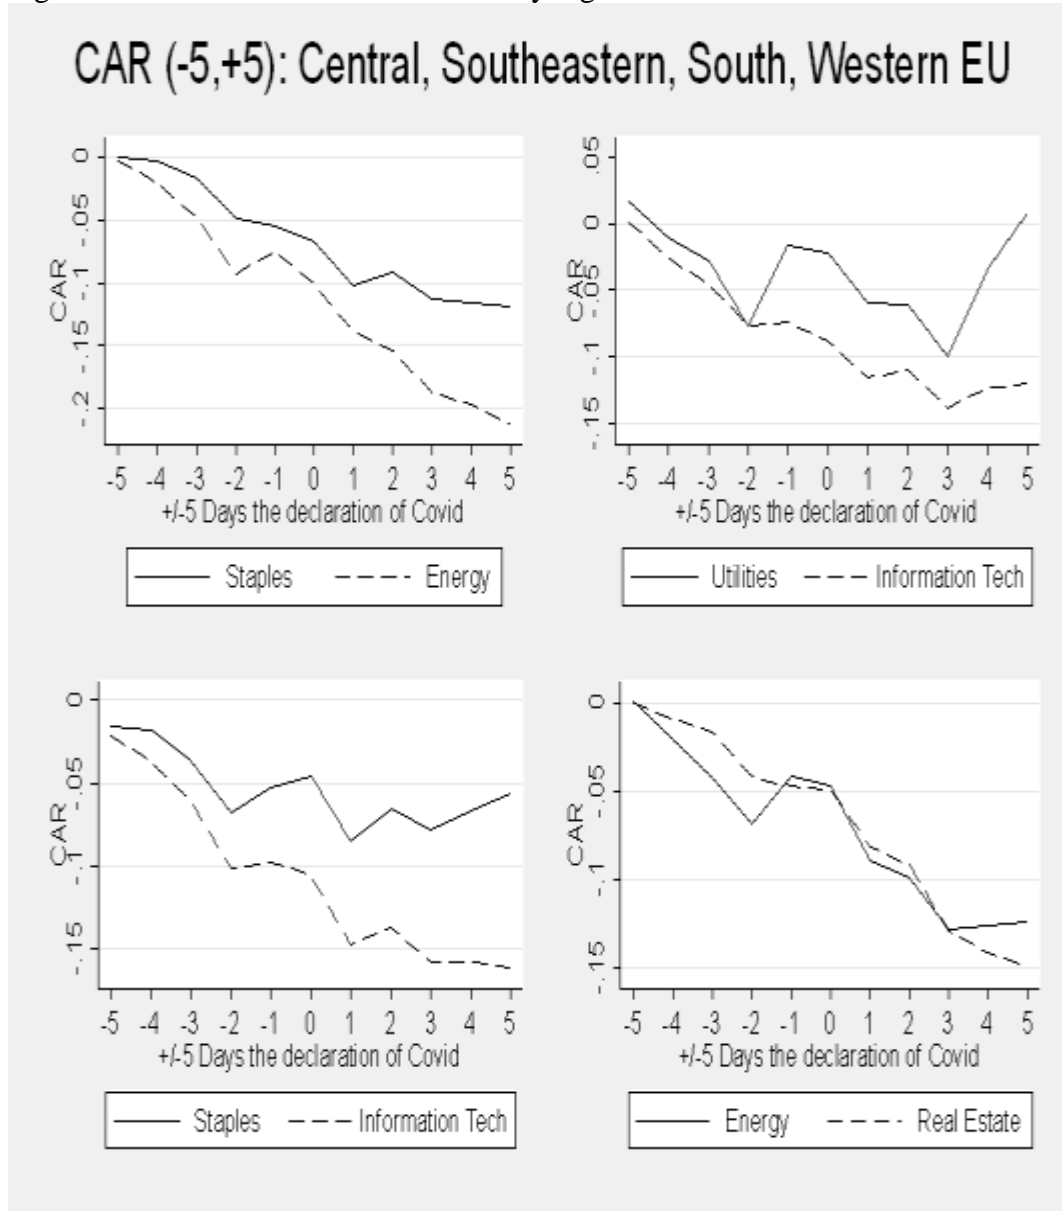 CAR (-5,+5): Central, Southeastern, South, Western EU
0
-.05
-.1
-.15
-.2
CAR
-5 -4 -3 -2 -1 0 1 2 3 4 5
+/-5 Days the declaration of Covid
Staples Energy
.05
0
-.05
-.1
-.15
CAR
-5 -4 -3 -2 -1 0 1 2 3 4 5
+/-5 Days the declaration of Covid
Utilities Information Tech
0
-.05
-.1
-.15
CAR
-5 -4 -3 -2 -1 0 1 2 3 4 5
+/-5 Days the declaration of Covid
Staples Information Tech
0
-.05
-.1
-.15
CAR
-5 -4 -3 -2 -1 0 1 2 3 4 5
+/-5 Days the declaration of Covid
Energy Real Estate